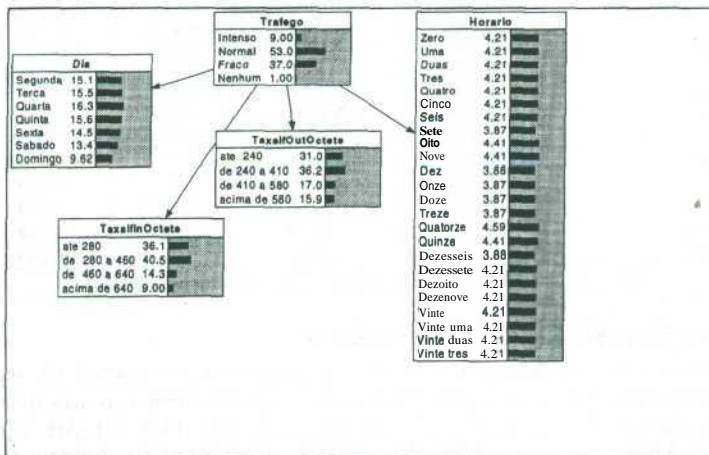 Trafego
Intenso 9.00
Normal 53.0
Fraco 37.0
Nenhum 1.00
Dia
Segunda 15.1
Terca 15.5
Quarta 16.3
Quinta 15.6
Sexta 14.5
Sabado 13.4
Domingo 9.62
TaxaIfOutOctete
ate 240 31.0
de 240 a 410 36.2
de 410 a 580 17.0
acima de 580 15.9
TaxaIfInOctete
ate 280 36.1
de 280 a 460 40.5
de 460 a 640 14.3
acima de 640 9.00
Horario
Zero 4.21
Uma 4.21
Duas 4.21
Tres 4.21
Quatro 4.21
Cinco 4.21
Seis 4.21
Sete 3.87
Oito 4.41
Nove 4.41
Dez 3.86
Onze 3.87
Doze 3.87
Treze 3.87
Quatorze 4.59
Quinze 4.41
Dezesseis 3.88
Dezessete 4.21
Dezoito 4.21
Dezenove 4.21
Vinte 4.21
Vinte uma 4.21
Vinte duas 4.21
Vinte tres 4.21